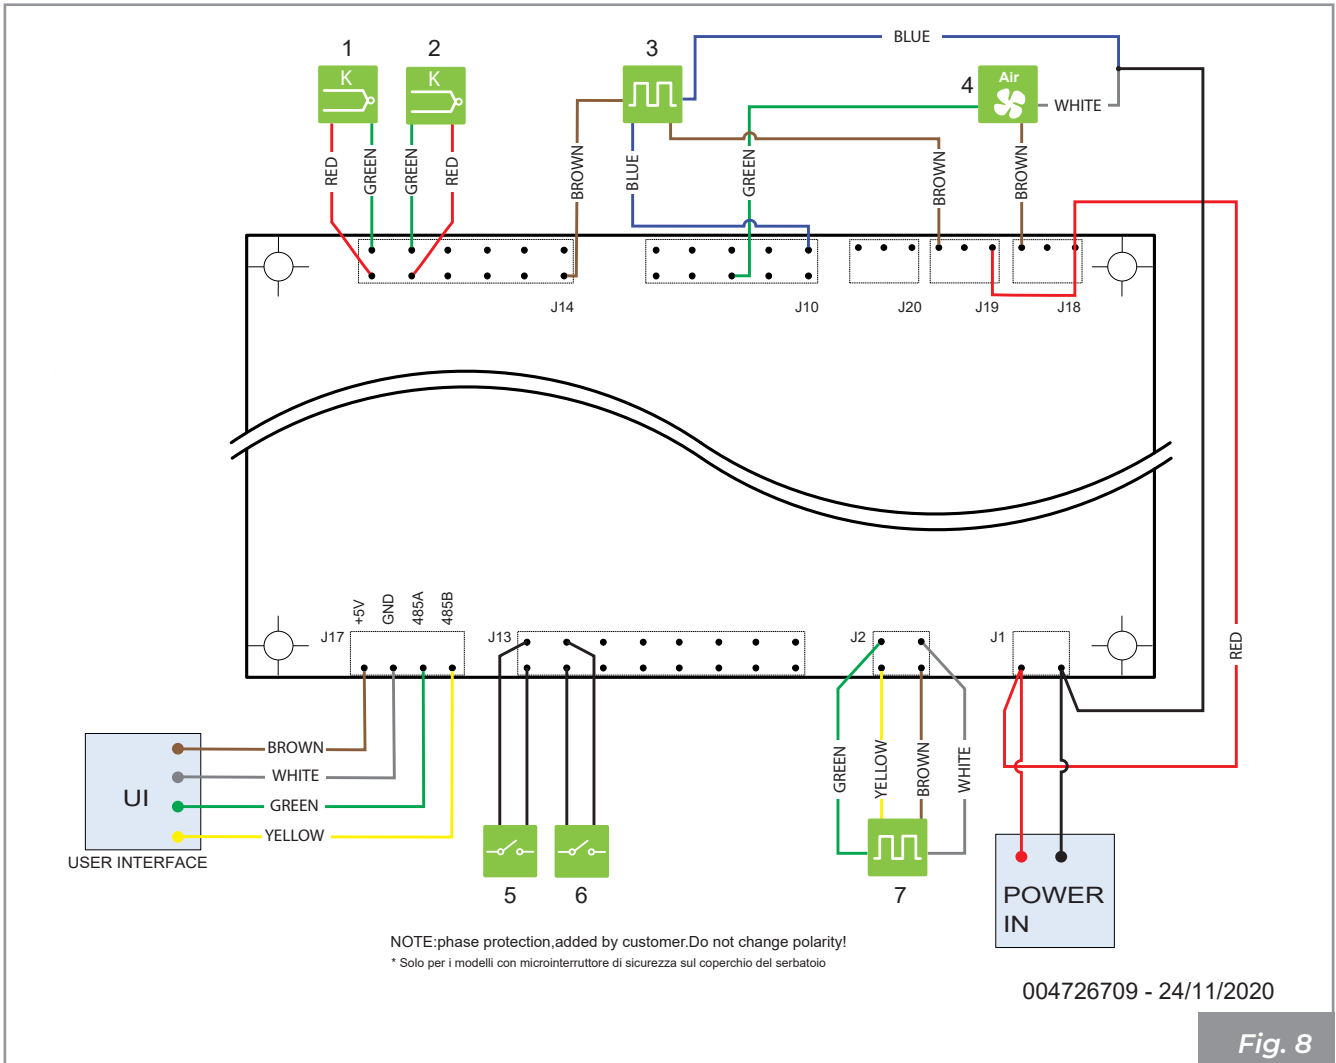 1
2
3
BLUE
4
Air
WHITE
K
K
RED
GREEN
GREEN
RED
BROWN
BLUE
GREEN
BROWN
BROWN
J14
J10
J20
J19
J18
J17
+5V
GND
485A
485B
J13
J2
J1
RED
BROWN
WHITE
GREEN
YELLOW
UI
USER INTERFACE
GREEN
YELLOW
BROWN
WHITE
5
6
7
POWER
IN
NOTE:phase protection,added by customer.Do not change polarity!
* Solo per i modelli con microinterruttore di sicurezza sul coperchio del serbatoio
004726709 - 24/11/2020
Fig. 8